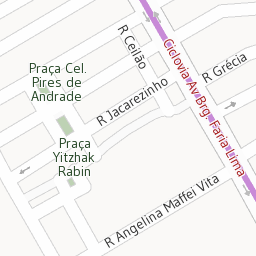 R Ceilão
Ciclovia Av Brg. Faria Lima
R Grécia
Praça Cel.
Pires de
Andrade
R Jacarezinho
Praça
Yitzhak
Rabin
R Angelina Maffei Vita